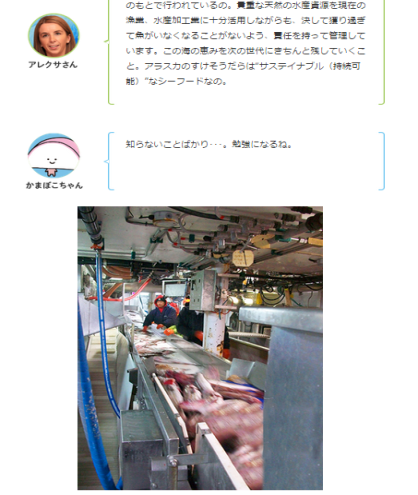 のもとで行われているの。貴重な天然の水産資源を現在の
漁業、水産加工業に十分活用しながらも、決して獲り過ぎ
て魚がいなくなることがないよう、責任を持って管理して
います。この海の恵みを次の世代にきちんと残していくこ
と。アラスカのすけそうだらは“サステイナブル（持続可
能）”なシーフードなの。
アレクサさん
知らないことばかり･･･。勉強になるね。
かまぼこちゃん